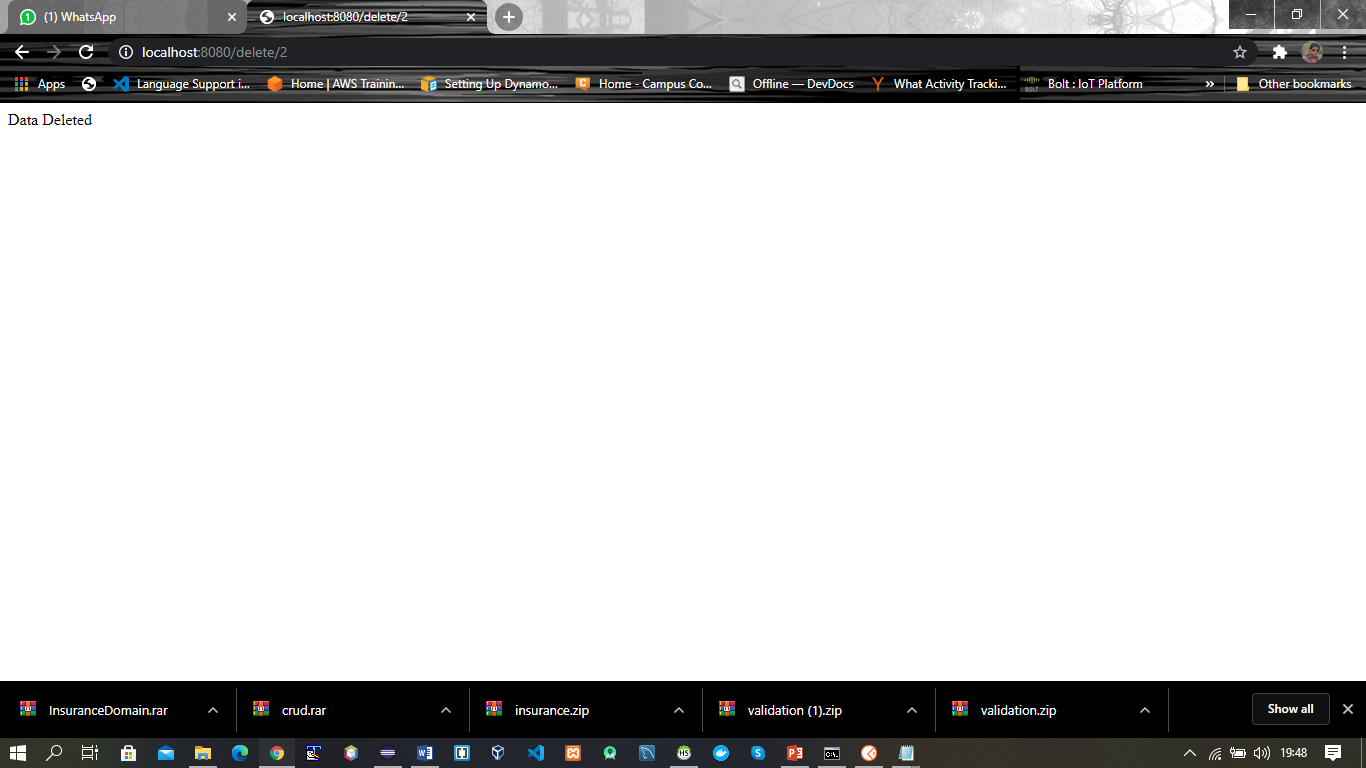 (1) WhatsApp
localhost:8080/delete/2
localhost:8080/delete/2
Apps
Language Support i...
Home | AWS Trainin...
Setting Up Dynamo...
Home - Campus Co...
Offline — DevDocs
What Activity Tracki...
BOLT
Bolt : IoT Platform
»
Other bookmarks
Data Deleted
InsuranceDomain.rar
crud.rar
insurance.zip
validation (1).zip
validation.zip
Show all
19:48